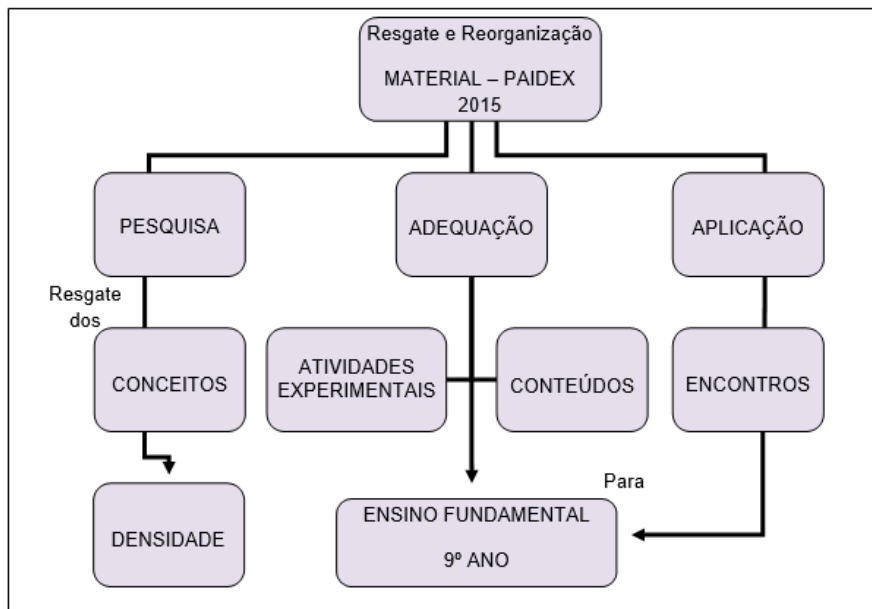 Resgate e Reorganização
MATERIAL – PAIDEX
2015
PESQUISA
ADEQUAÇÃO
APLICAÇÃO
Resgate
dos
CONCEITOS
ATIVIDADES
EXPERIMENTAIS
CONTEÚDOS
ENCONTROS
DENSIDADE
Para
ENSINO FUNDAMENTAL
9º ANO